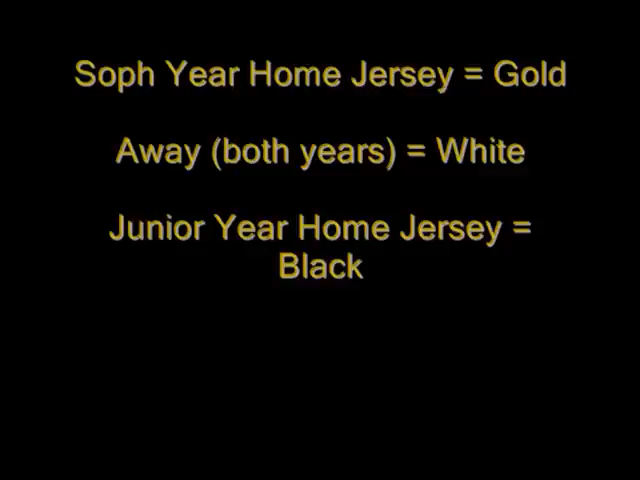 Soph Year Home Jersey = Gold
Away (both years) = White
Junior Year Home Jersey =
Black